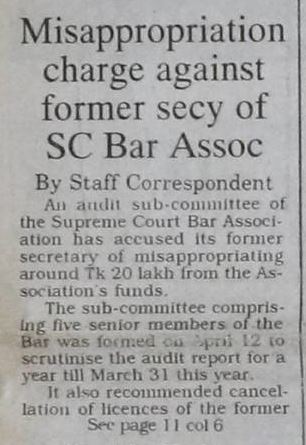 Misappropriation
charge against
former secy of
SC Bar Assoc
By Staff Correspondent
An audit sub-committee of
the Supreme Court Bar Associ-
ation has accused its former
secretary of misappropriating
around Tk 20 lakh from the As-
sociation's funds.
The sub-committee compris-
ing five senior members of the
Bar was formed on April 12 to
scrutinise the audit report for a
year till March 31 this year.
It also recommended cancel-
lation of licences of the former
See page 11 col 6